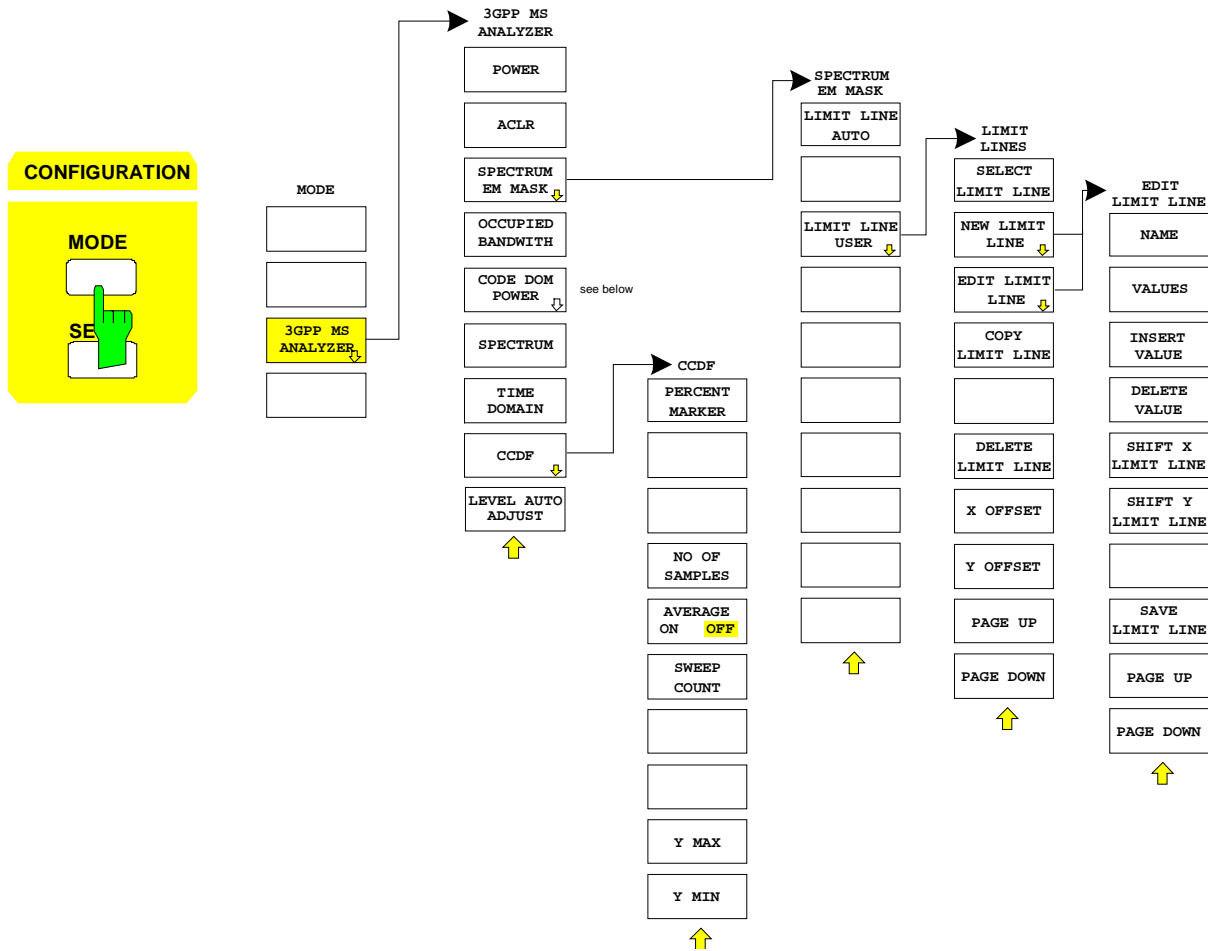 CONFIGURATION
MODE
SE
MODE
3GPP MS
ANALYZER
3GPP MS
ANALYZER
POWER
ACLR
SPECTRUM
EM MASK
OCCUPIED
BANDWITH
CODE DOM
POWER
see below
SPECTRUM
TIME
DOMAIN
CCDF
LEVEL AUTO
ADJUST
CCDF
PERCENT
MARKER
NO OF
SAMPLES
AVERAGE
ON OFF
SWEEP
COUNT
Y MAX
Y MIN
SPECTRUM
EM MASK
LIMIT LINE
AUTO
LIMIT LINE
USER
LIMIT
LINES
SELECT
LIMIT LINE
NEW LIMIT
LINE
EDIT LIMIT
LINE
COPY
LIMIT LINE
DELETE
LIMIT LINE
X OFFSET
Y OFFSET
PAGE UP
PAGE DOWN
EDIT
LIMIT LINE
NAME
VALUES
INSERT
VALUE
DELETE
VALUE
SHIFT X
LIMIT LINE
SHIFT Y
LIMIT LINE
SAVE
LIMIT LINE
PAGE UP
PAGE DOWN